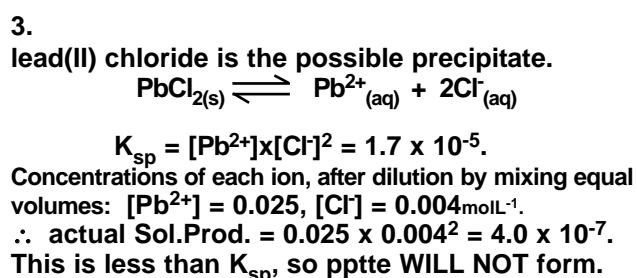 3.
lead(II) chloride is the possible precipitate.
PbCl₂₍ₛ₎ ⇌ Pb²⁺₍ₐq₎ + 2Cl⁻₍ₐq₎
Kₛₚ = [Pb²⁺]x[Cl⁻]² = 1.7 x 10⁻⁵.
Concentrations of each ion, after dilution by mixing equal
volumes: [Pb²⁺] = 0.025, [Cl⁻] = 0.004molL⁻¹.
∴ actual Sol.Prod. = 0.025 x 0.004² = 4.0 x 10⁻⁷.
This is less than Kₛₚ, so pptte WILL NOT form.